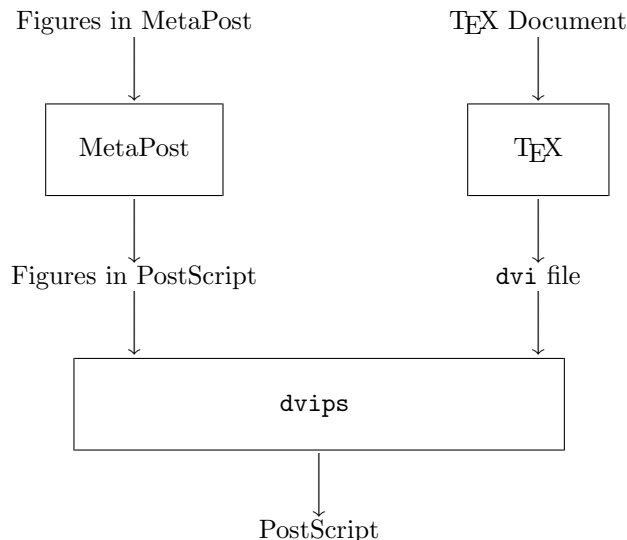 Figures in MetaPost
TEX Document
MetaPost
TEX
Figures in PostScript
dvi file
dvips
PostScript